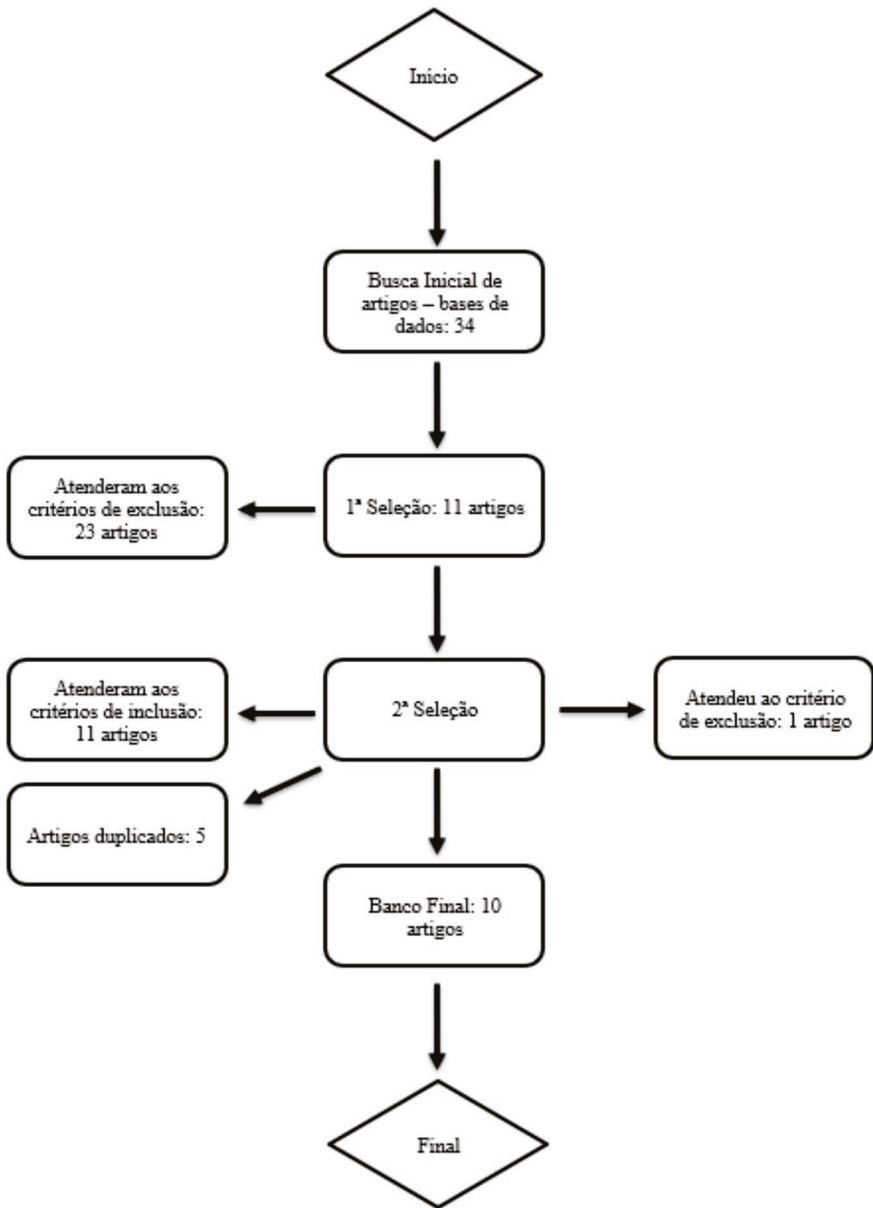 Início
Busca Inicial de
artigos – bases de
dados: 34
Atenderam aos
critérios de exclusão:
23 artigos
1ª Seleção: 11 artigos
Atenderam aos
critérios de inclusão:
11 artigos
2ª Seleção
Atendeu ao critério
de exclusão: 1 artigo
Artigos duplicados: 5
Banco Final: 10
artigos
Final